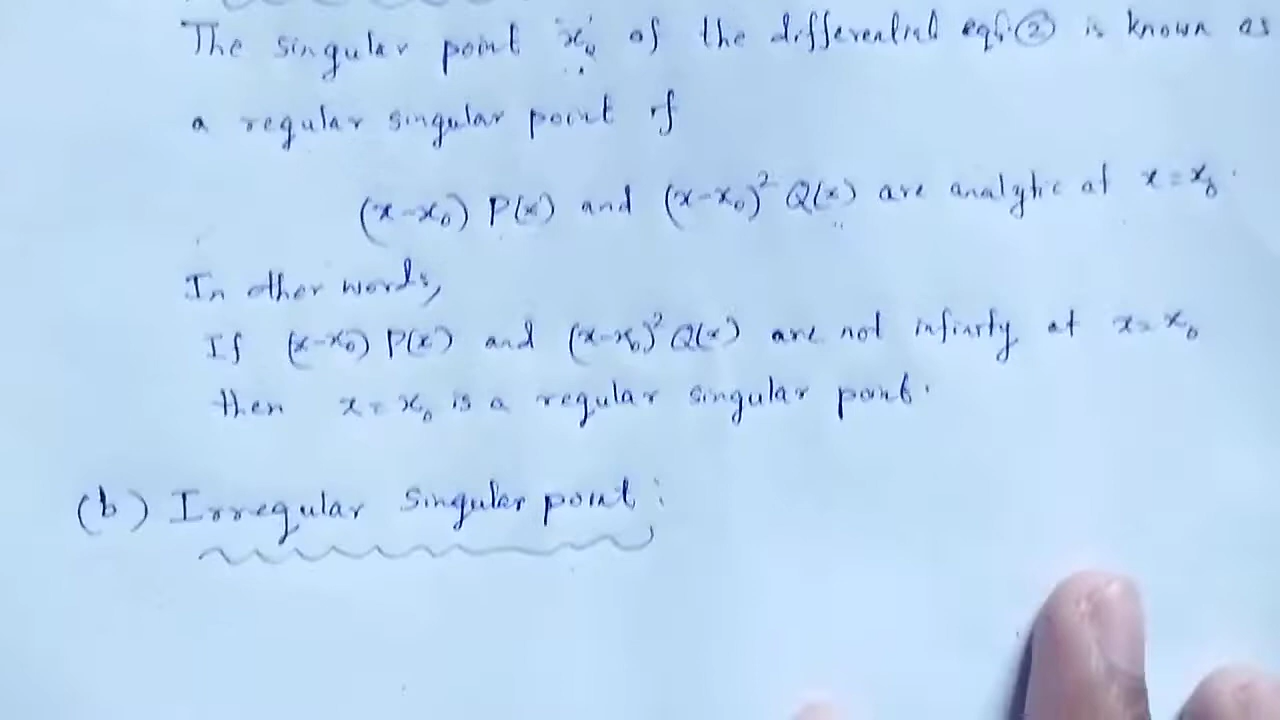 The singular point 'x₀' of the differential eqⁿ ② is known as
a regular singular point if
(x-x₀) P(x) and (x-x₀)² Q(x) are analytic at x=x₀.
In other words,
If (x-x₀) P(x) and (x-x₀)² Q(x) are not infinity at x=x₀
then x=x₀ is a regular singular point.
(b) Irregular Singular point: